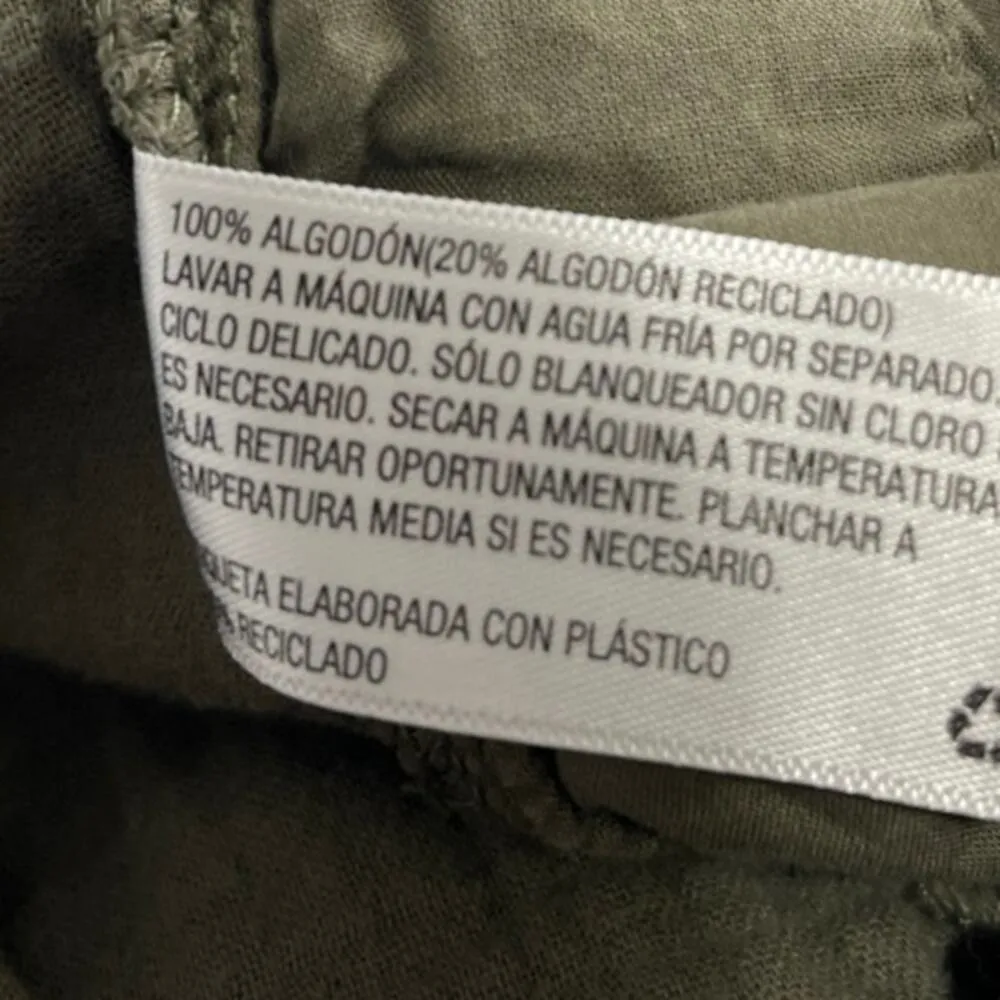 100% ALGODÓN(20% ALGODÓN RECICLADO)
LAVAR A MÁQUINA CON AGUA FRÍA POR SEPARADO.
CICLO DELICADO. SÓLO BLANQUEADOR SIN CLORO
ES NECESARIO. SECAR A MÁQUINA A TEMPERATURA
BAJA. RETIRAR OPORTUNAMENTE. PLANCHAR A
TEMPERATURA MEDIA SI ES NECESARIO.
ELABORADA CON PLÁSTICO
RECICLADO